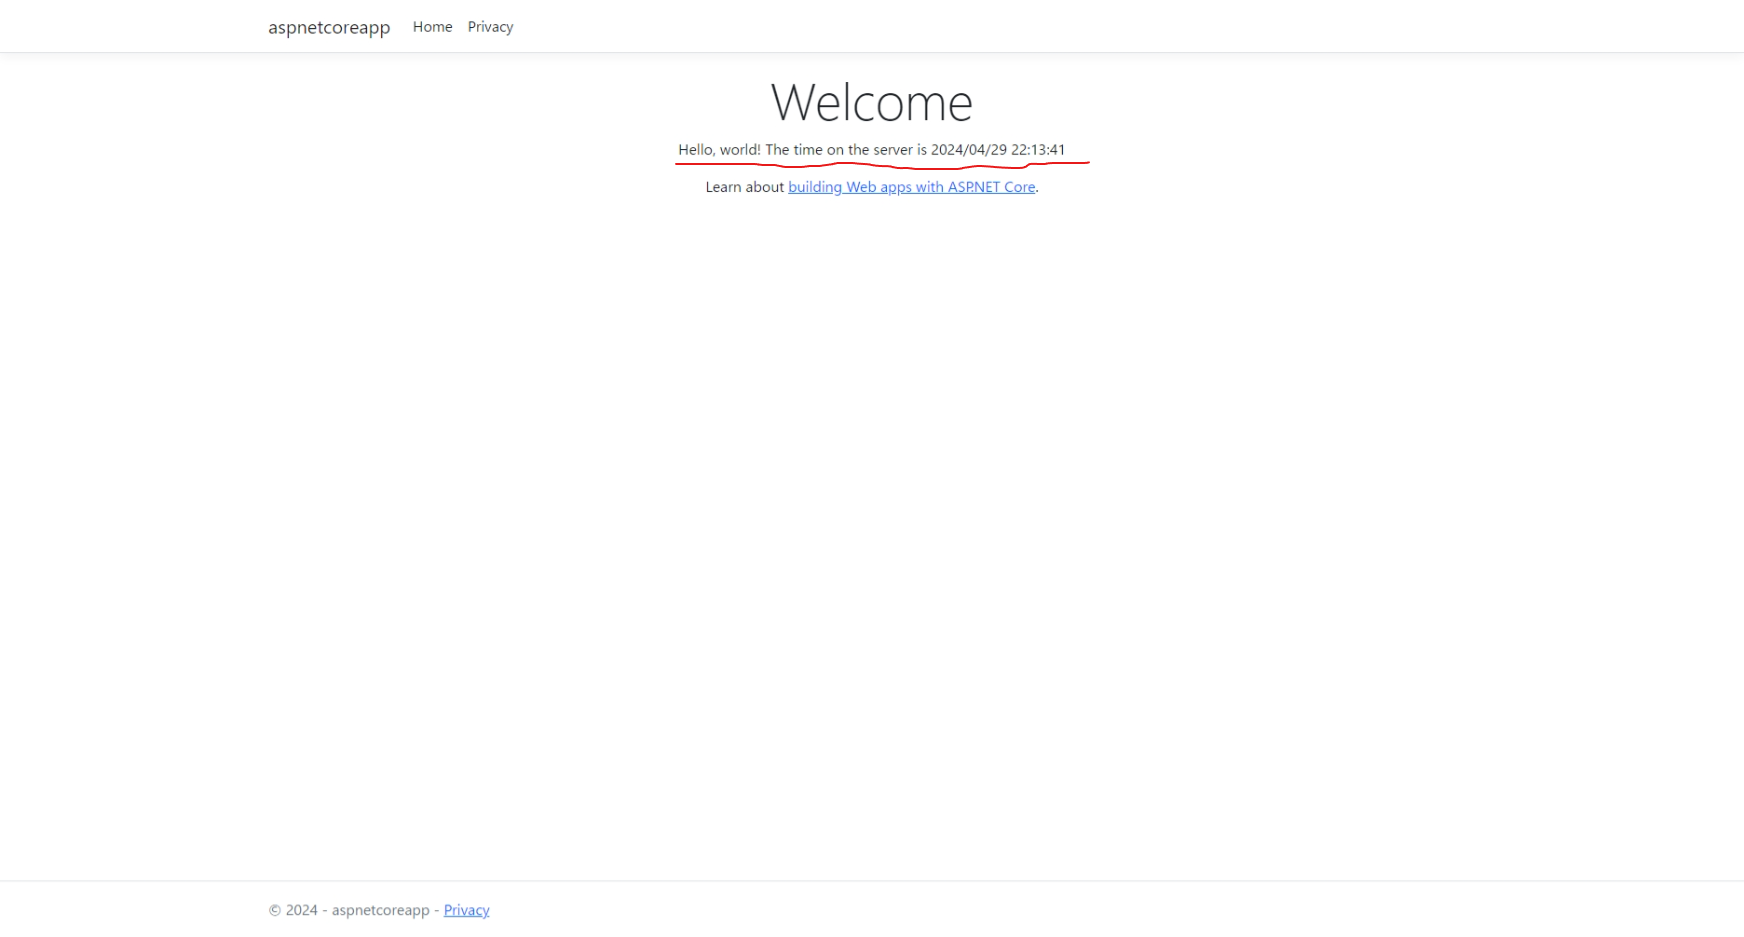 aspnetcoreapp Home Privacy
Welcome
Hello, world! The time on the server is 2024/04/29 22:13:41
Learn about building Web apps with ASP.NET Core.
© 2024 - aspnetcoreapp - Privacy